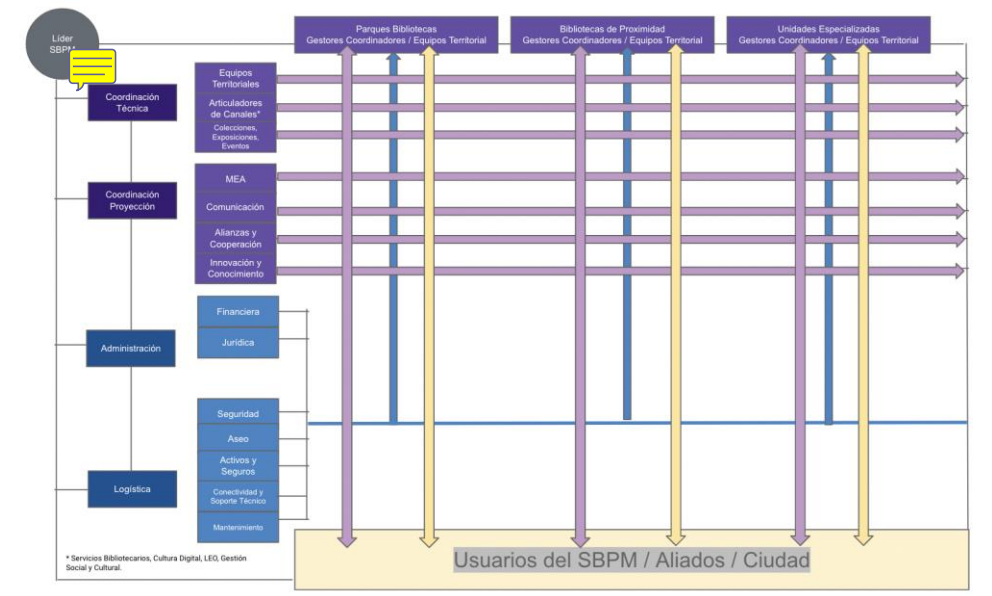 Líder
SBPM
Parques Bibliotecas
Gestores Coordinadores / Equipos Territorial
Bibliotecas de Proximidad
Gestores Coordinadores / Equipos Territorial
Unidades Especializadas
Gestores Coordinadores / Equipos Territorial
Coordinación
Técnica
Equipos
Territoriales
Articuladores
de Canales*
Colecciones,
Exposiciones,
Eventos
Coordinación
Proyección
MEA
Comunicación
Alianzas y
Cooperación
Innovación y
Conocimiento
Administración
Financiera
Jurídica
Logística
Seguridad
Aseo
Activos y
Seguros
Conectividad y
Soporte Técnico
Mantenimiento
* Servicios Bibliotecarios, Cultura Digital, LEO, Gestión
Social y Cultural.
Usuarios del SBPM / Aliados / Ciudad